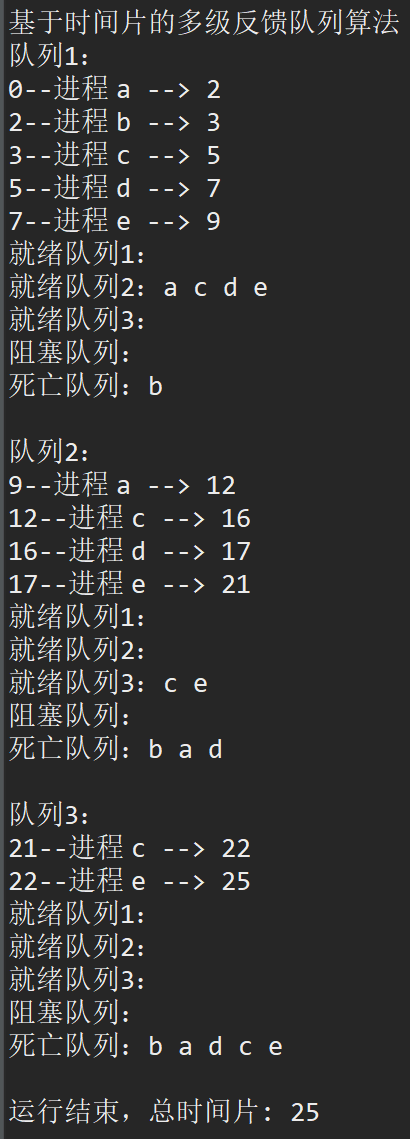 基于时间片的多级反馈队列算法
队列1:
0--进程 a --> 2
2--进程 b --> 3
3--进程 c --> 5
5--进程 d --> 7
7--进程 e --> 9
就绪队列1:
就绪队列2: a c d e
就绪队列3:
阻塞队列:
死亡队列: b
队列2:
9--进程 a --> 12
12--进程 c --> 16
16--进程 d --> 17
17--进程 e --> 21
就绪队列1:
就绪队列2:
就绪队列3: c e
阻塞队列:
死亡队列: b a d
队列3:
21--进程 c --> 22
22--进程 e --> 25
就绪队列1:
就绪队列2:
就绪队列3:
阻塞队列:
死亡队列: b a d c e
运行结束，总时间片: 25